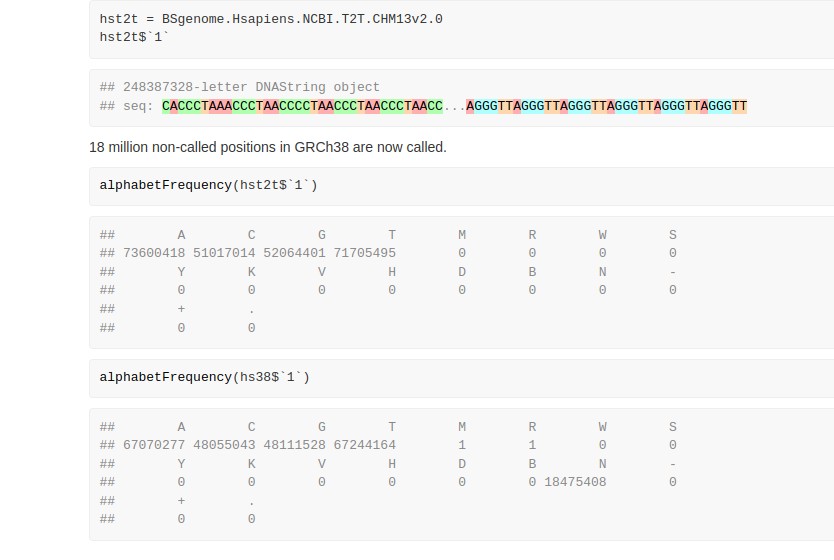 hst2t = BSgenome.Hsapiens.NCBI.T2T.CHM13v2.0
hst2t$`1`
## 248387328-letter DNAString object
## seq: CACCCTAAACCCTAACCCCTAACCCTAACCCTAACC...AGGGTTAGGGTTAGGGTTAGGGTTAGGGTTAGGGTT
18 million non-called positions in GRCh38 are now called.
alphabetFrequency(hst2t$`1`)
## A C G T M R W S
## 73600418 51017014 52064401 71705495 0 0 0 0
## Y K V H D B N -
## 0 0 0 0 0 0 0 0
## + .
## 0 0
alphabetFrequency(hs38$`1`)
## A C G T M R W S
## 67070277 48055043 48111528 67244164 1 1 0 0
## Y K V H D B N -
## 0 0 0 0 0 0 18475408 0
## + .
## 0 0